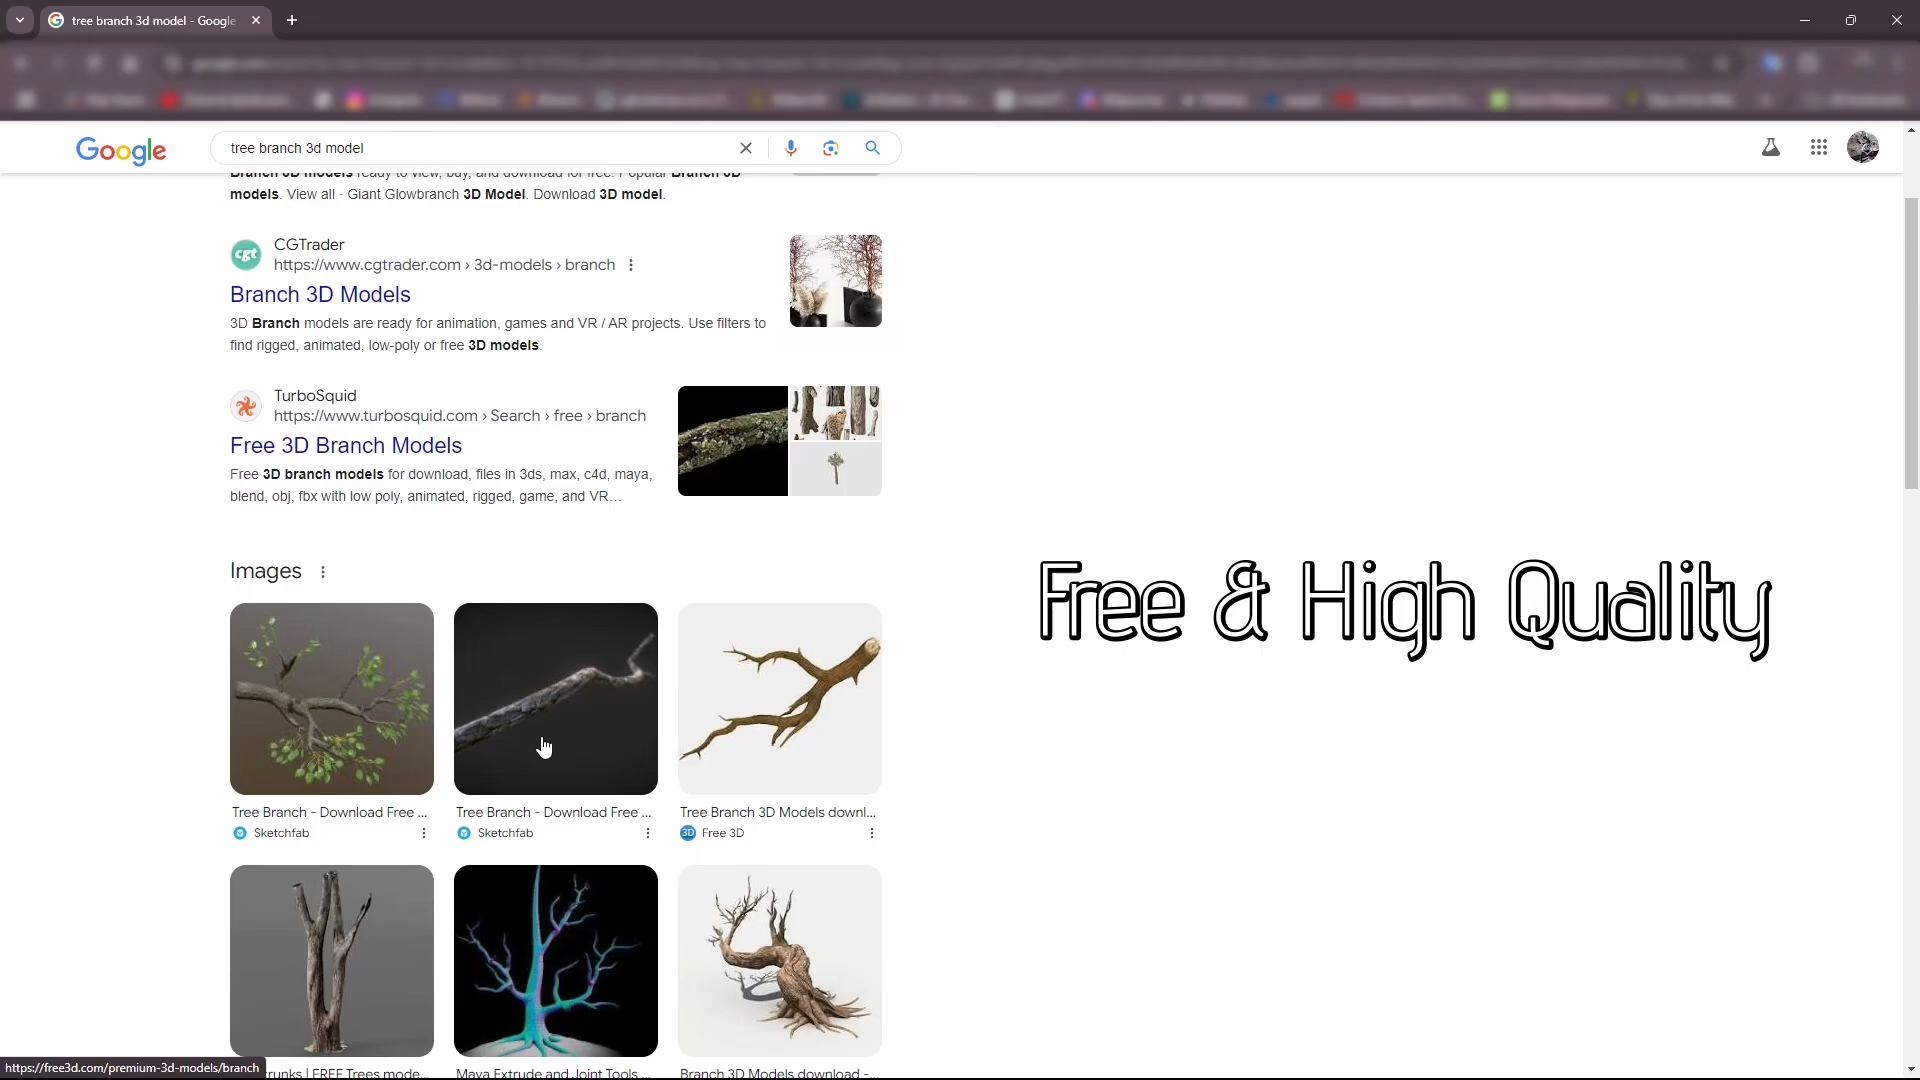 tree branch 3d model - Google
Google
tree branch 3d model
Branch 3D models ready to view, buy, and download for free. Popular Branch 3D
models. View all · Giant Glowbranch 3D Model. Download 3D model.
cgt
CGTrader
https://www.cgtrader.com › 3d-models › branch
Branch 3D Models
3D Branch models are ready for animation, games and VR / AR projects. Use filters to
find rigged, animated, low-poly or free 3D models.
TurboSquid
https://www.turbosquid.com › Search › free › branch
Free 3D Branch Models
Free 3D branch models for download, files in 3ds, max, c4d, maya,
blend, obj, fbx with low poly, animated, rigged, game, and VR...
Images
Free & High Quality
Tree Branch - Download Free ...
Sketchfab
Tree Branch - Download Free ...
Sketchfab
Tree Branch 3D Models downl...
3D Free 3D
https://free3d.com/premium-3d-models/branch
runks | FREE Trees mode...
Maya Extrude and Joint Tools ...
Branch 3D Models download -...